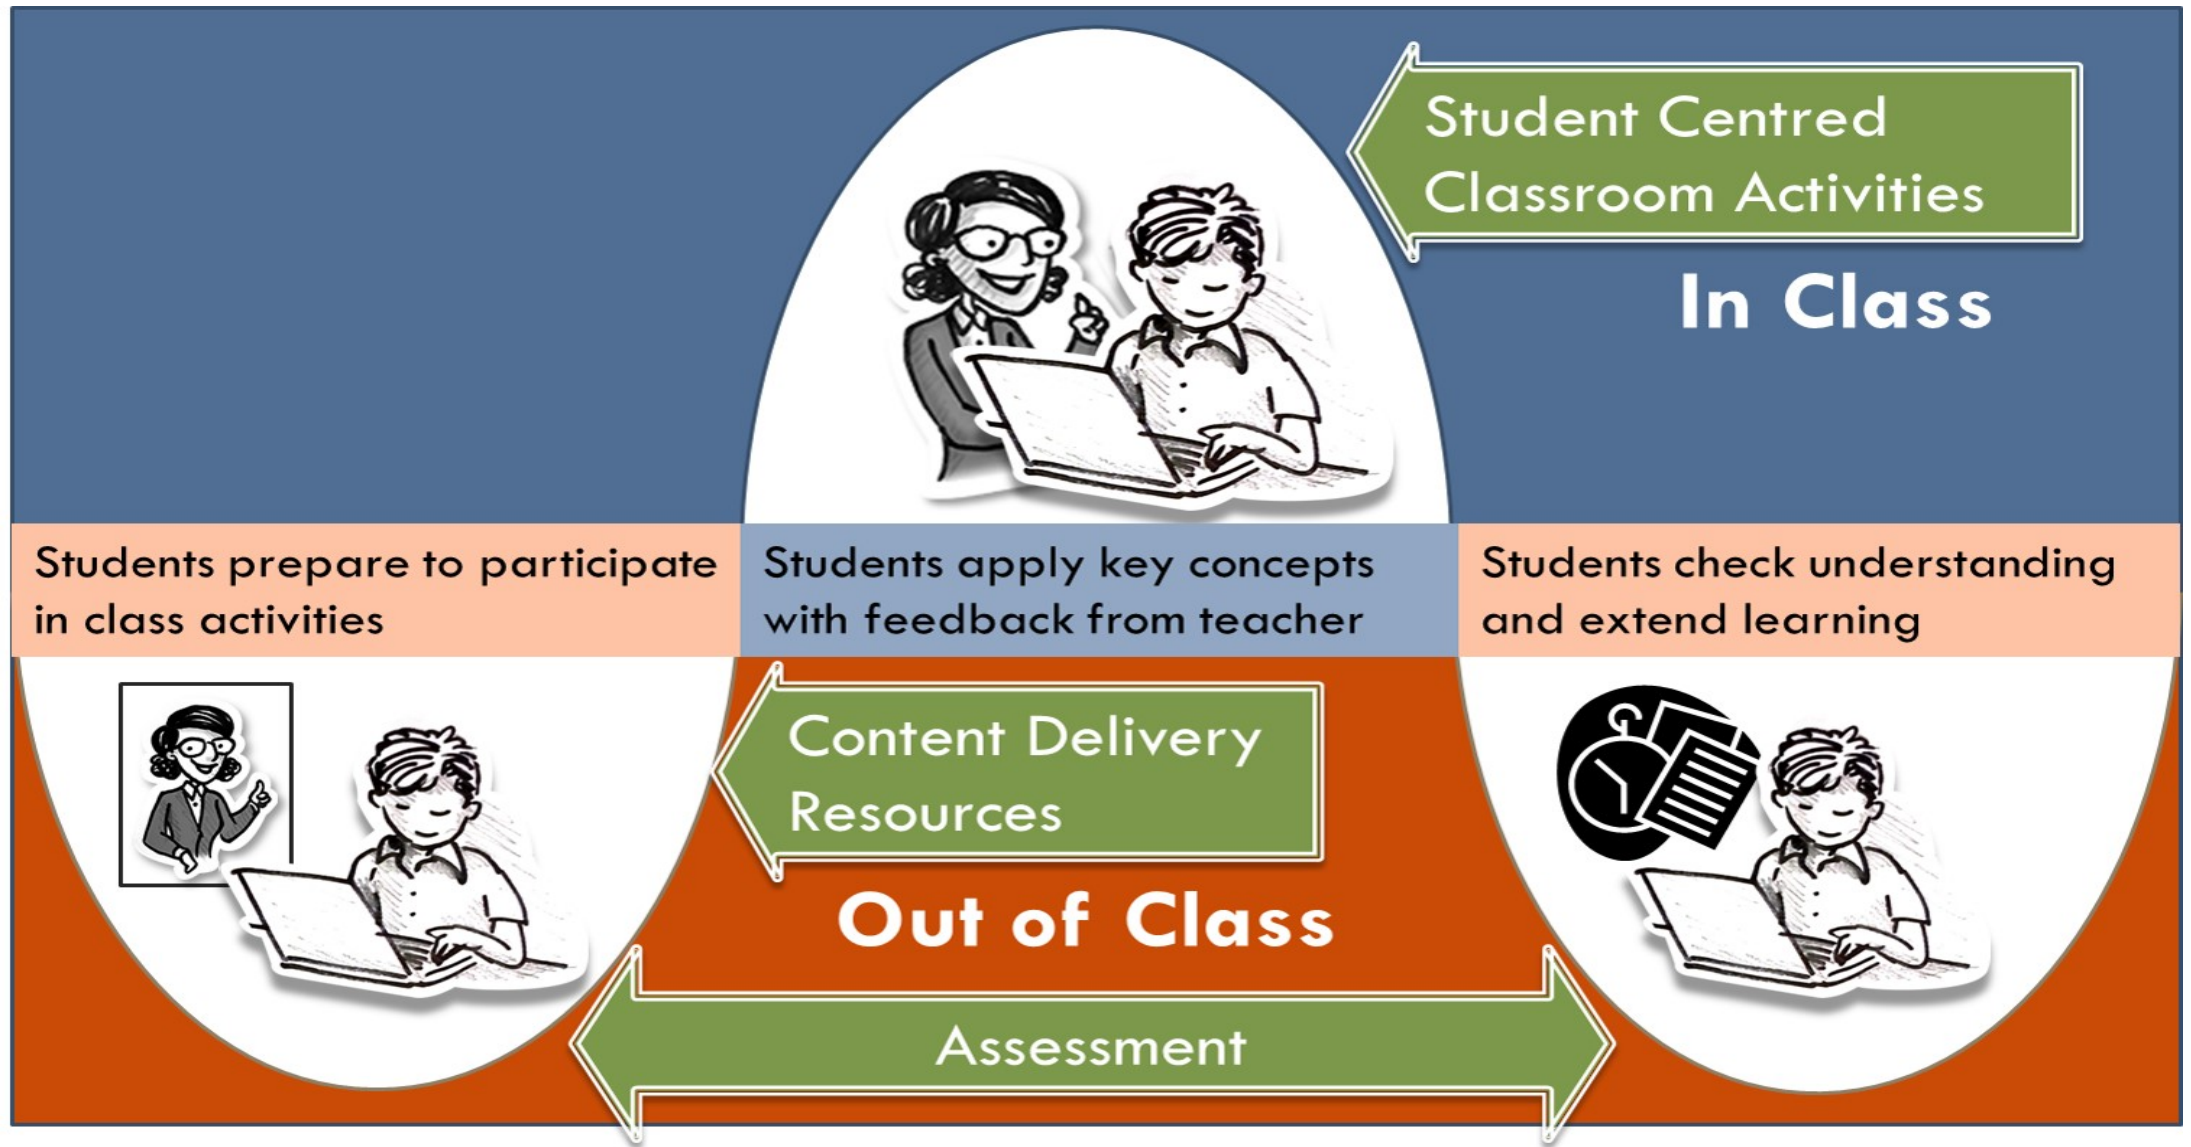 Student Centred
Classroom Activities
In Class
Students prepare to participate
in class activities
Students apply key concepts
with feedback from teacher
Students check understanding
and extend learning
Content Delivery
Resources
Out of Class
Assessment